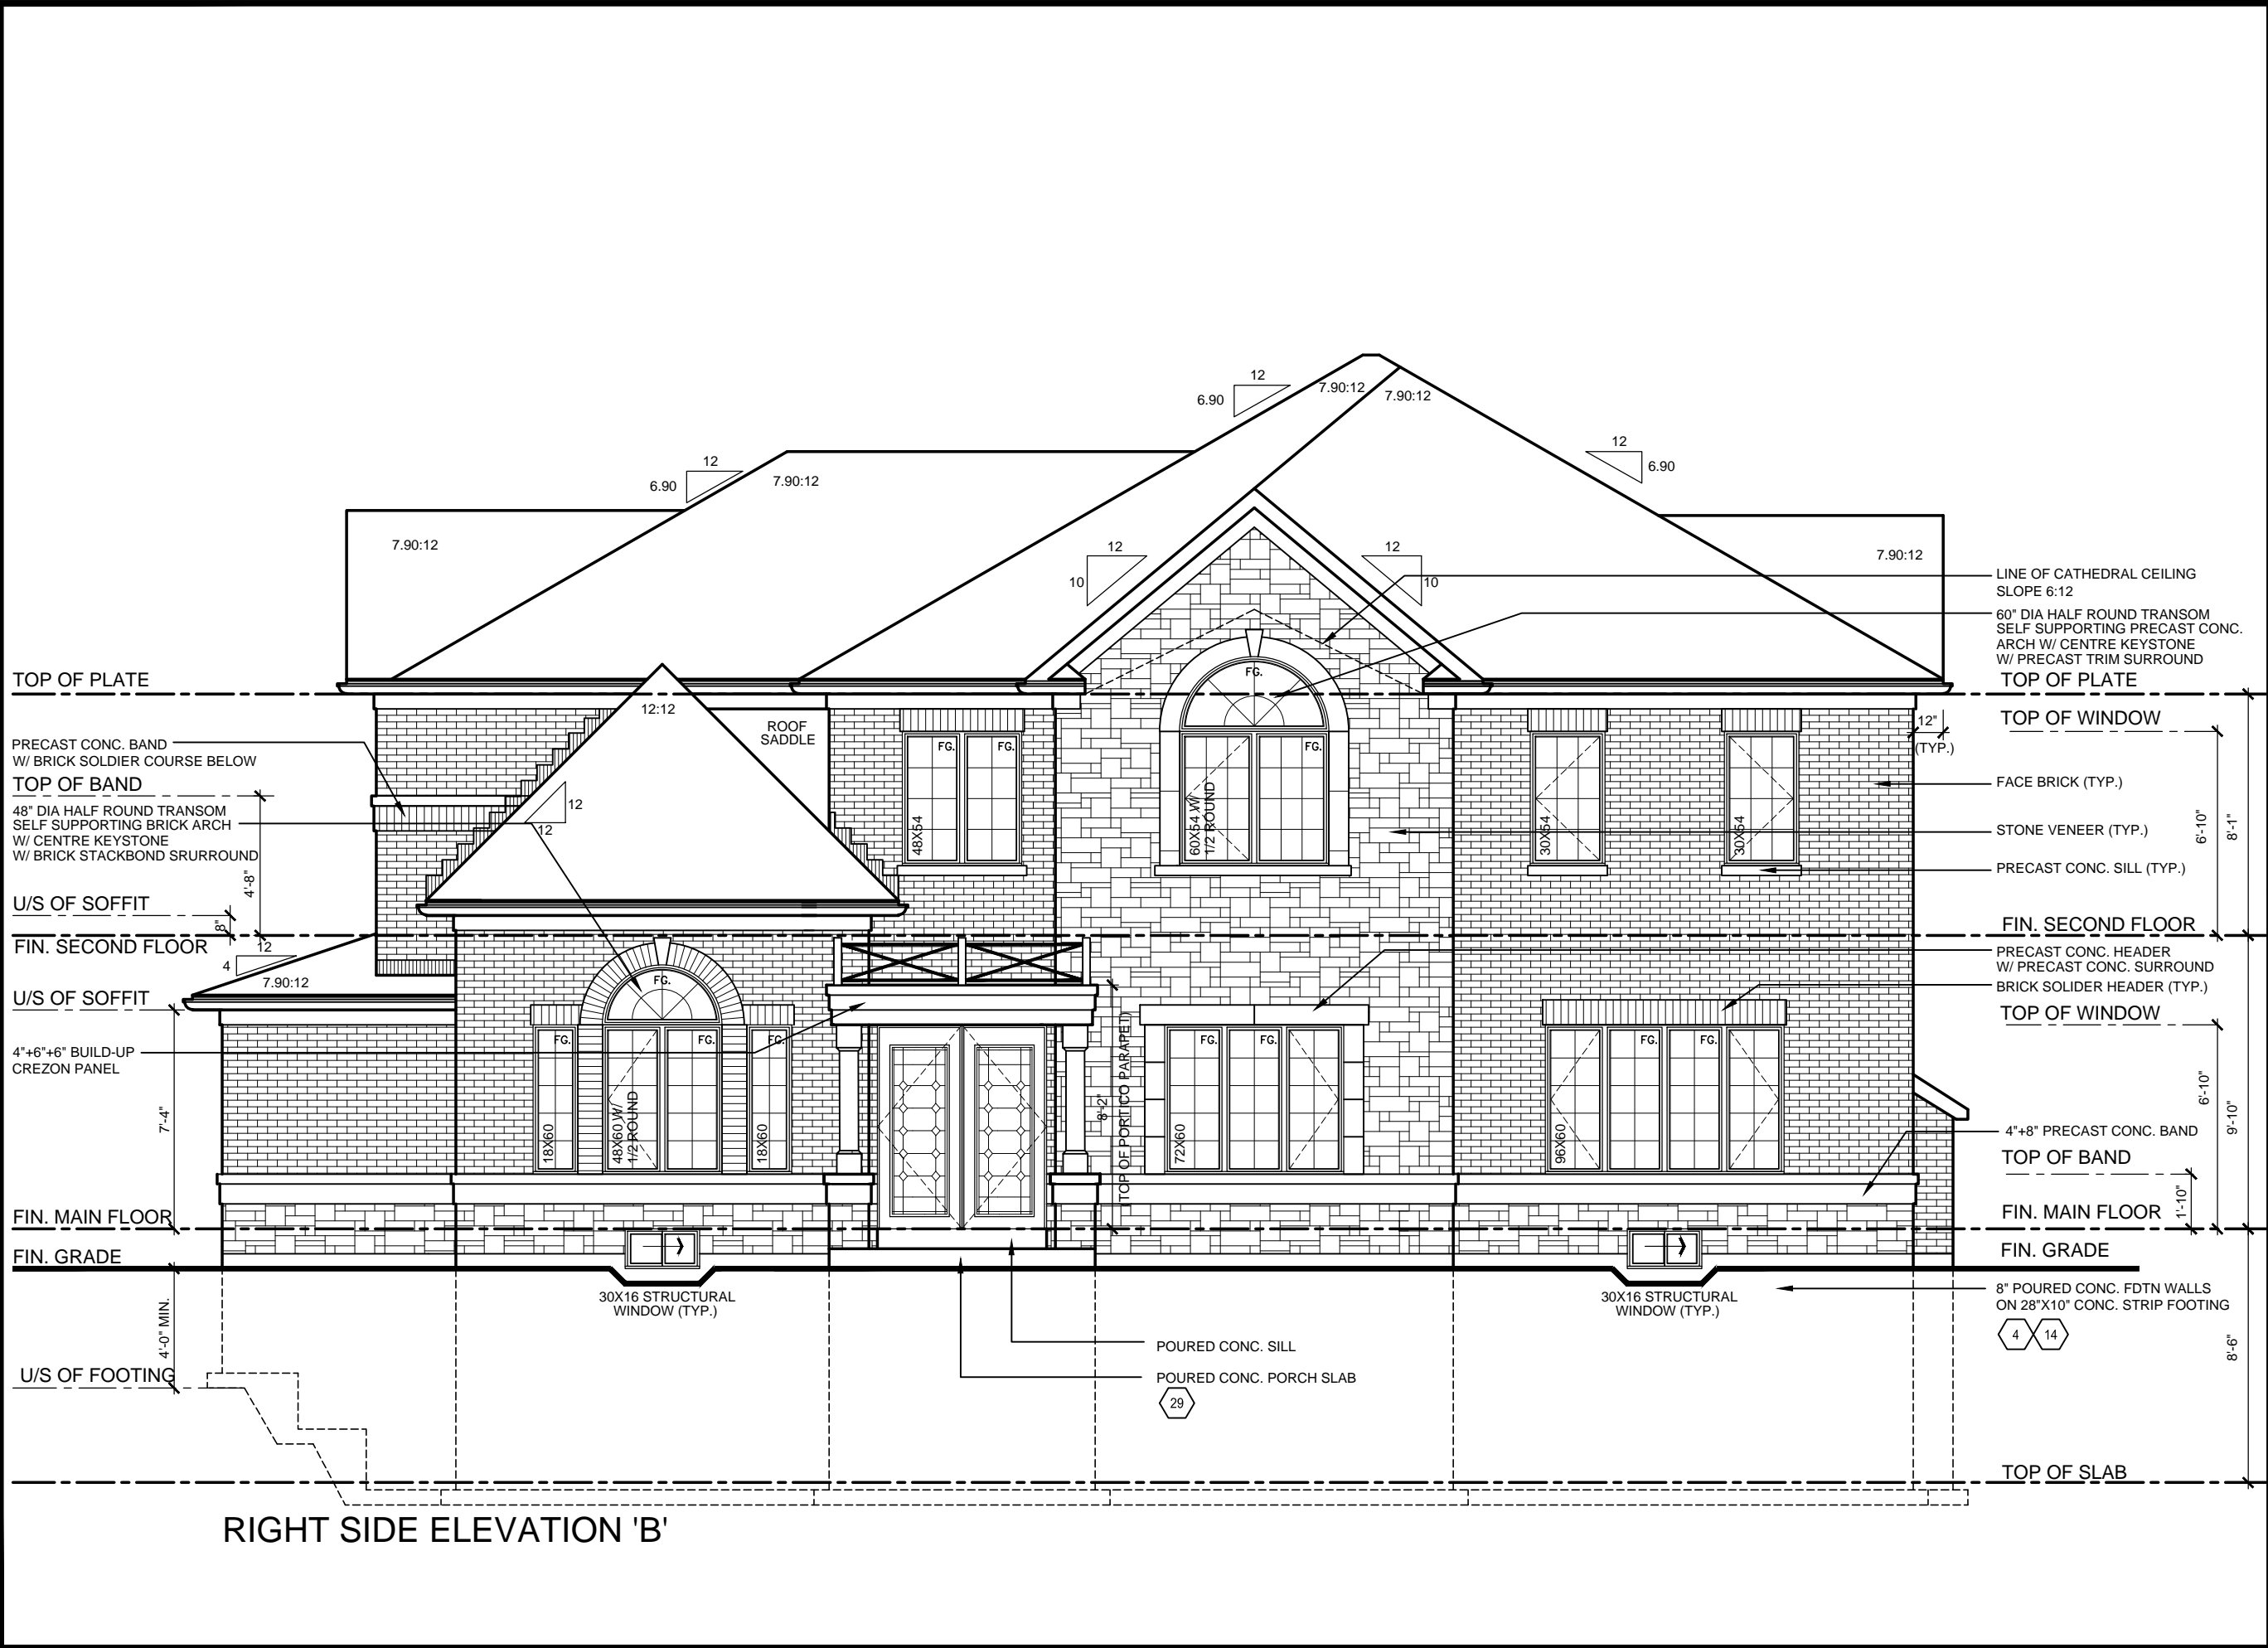 12
6.90
7.90:12
7.90:12
12
6.90
7.90:12
12
6.90
7.90:12
7.90:12
12
10
12
10
LINE OF CATHEDRAL CEILING
SLOPE 6:12
60" DIA HALF ROUND TRANSOM
SELF SUPPORTING PRECAST CONC.
ARCH W/ CENTRE KEYSTONE
W/ PRECAST TRIM SURROUND
TOP OF PLATE
TOP OF PLATE
12:12
ROOF
SADDLE
FG.
TOP OF WINDOW
12"
(TYP.)
PRECAST CONC. BAND
W/ BRICK SOLDIER COURSE BELOW
TOP OF BAND
48" DIA HALF ROUND TRANSOM
SELF SUPPORTING BRICK ARCH
W/ CENTRE KEYSTONE
W/ BRICK STACKBOND SRURROUND
4'-8"
12
12
FG.
FG.
48X54
FG.
60X54 W/
1/2 ROUND
30X54
30X54
FACE BRICK (TYP.)
STONE VENEER (TYP.)
PRECAST CONC. SILL (TYP.)
6'-10"
8'-1"
U/S OF SOFFIT
8"
FIN. SECOND FLOOR
FIN. SECOND FLOOR
12
4
7.90:12
PRECAST CONC. HEADER
W/ PRECAST CONC. SURROUND
BRICK SOLIDER HEADER (TYP.)
U/S OF SOFFIT
TOP OF WINDOW
FG.
FG.
FG.
FG.
18X60
48X60 W/
1/2 ROUND
18X60
4"+6"+6" BUILD-UP
CREZON PANEL
7'-4"
8'-2"
(TOP OF PORTICO PARAPET)
FG.
FG.
72X60
FG.
FG.
96X60
6'-10"
9'-10"
4"+8" PRECAST CONC. BAND
TOP OF BAND
1'-10"
FIN. MAIN FLOOR
FIN. MAIN FLOOR
FIN. GRADE
FIN. GRADE
30X16 STRUCTURAL
WINDOW (TYP.)
30X16 STRUCTURAL
WINDOW (TYP.)
8" POURED CONC. FDTN WALLS
ON 28"X10" CONC. STRIP FOOTING
4
14
4'-0" MIN.
U/S OF FOOTING
POURED CONC. SILL
POURED CONC. PORCH SLAB
29
8'-6"
TOP OF SLAB
RIGHT SIDE ELEVATION 'B'